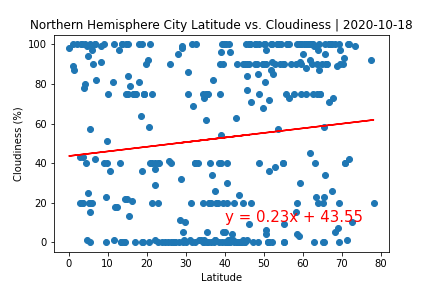 Northern Hemisphere City Latitude vs. Cloudiness | 2020-10-18
100
80
60
40
20
0
Cloudiness (%)
y = 0.23x + 43.55
0 10 20 30 40 50 60 70 80
Latitude